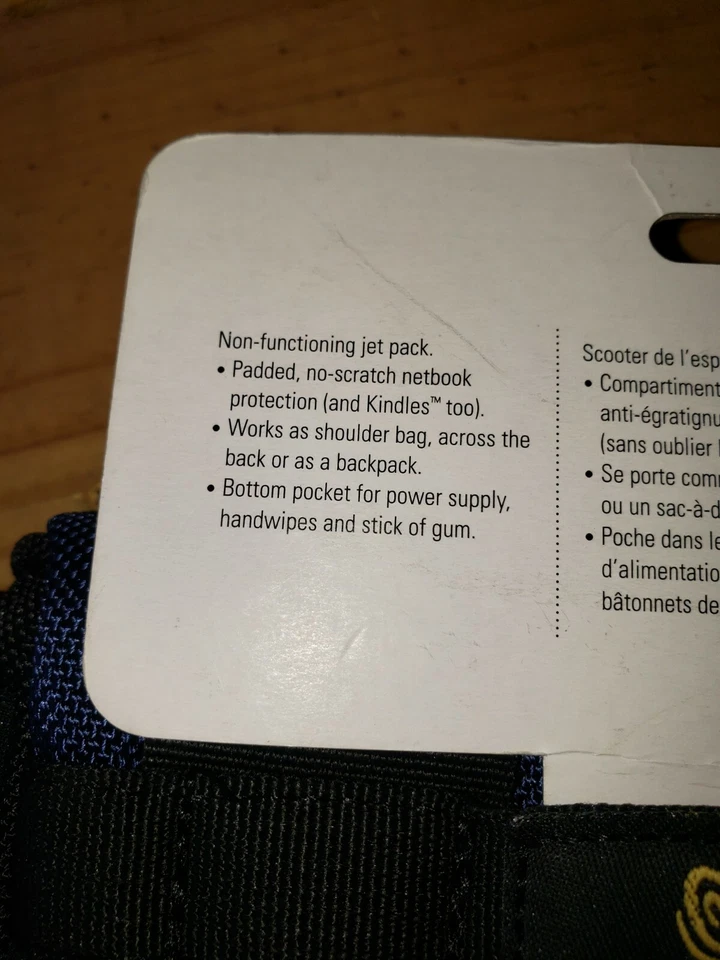 Non-functioning jet pack.
• Padded, no-scratch netbook
protection (and Kindles™ too).
• Works as shoulder bag, across the
back or as a backpack.
• Bottom pocket for power supply,
handwipes and stick of gum.
Scooter de l'esp
• Compartiment
anti-égratignu
(sans oublier
• Se porte com
ou un sac-à-d
• Poche dans le
d'alimentatio
bâtonnets de